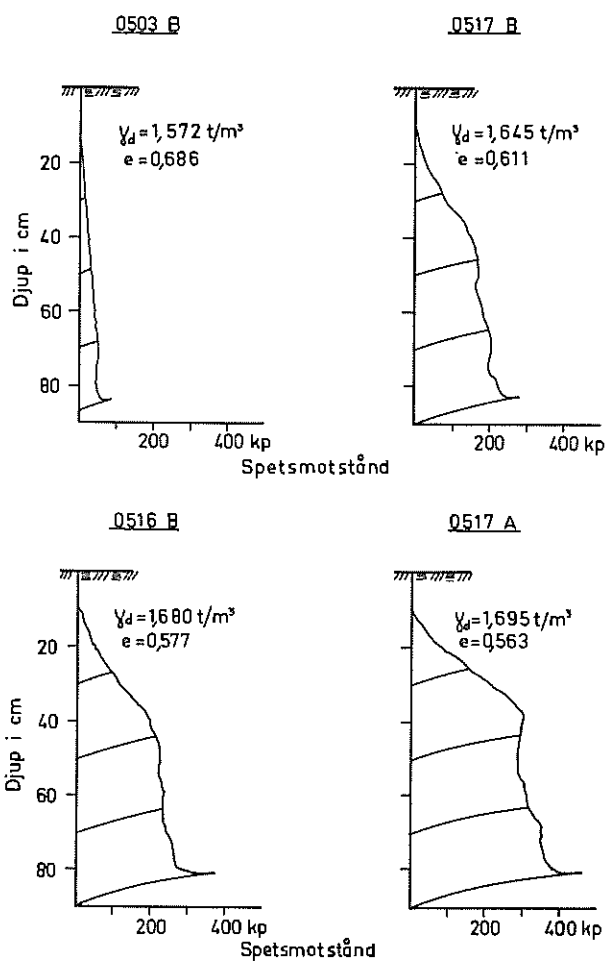 0503 B
0517 B
γd = 1,572 t/m³
e = 0,686
γd = 1,645 t/m³
e = 0,611
20
40
60
80
Djup i cm
200 400 kp
200 400 kp
Spetsmotstånd
0516 B
0517 A
γd = 1,680 t/m³
e = 0,577
γd = 1,695 t/m³
e = 0,563
20
40
60
80
Djup i cm
200 400 kp
200 400 kp
Spetsmotstånd